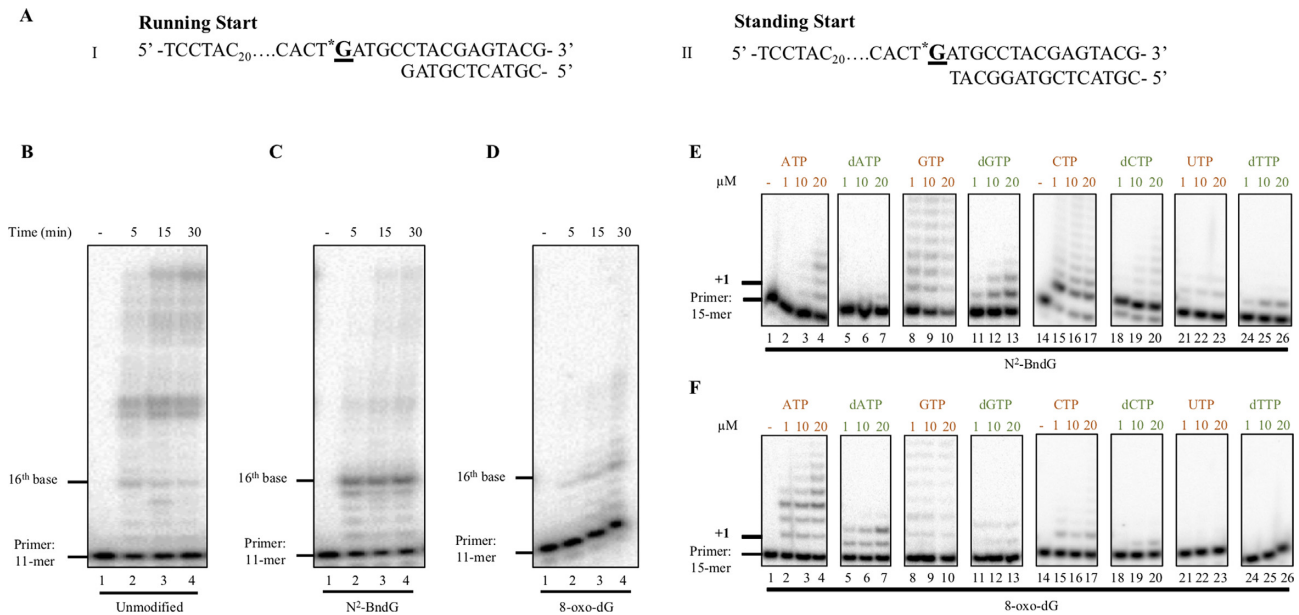 A
Running Start
I 5’ -TCCTAC20….CACT*GATGCCTACGAGTACG- 3’
GATGCTCATGC- 5’
Standing Start
II 5’ -TCCTAC20….CACT*GATGCCTACGAGTACG- 3’
TACGGATGCTCATGC- 5’
B
Time (min) - 5 15 30
16th base
Primer:
11-mer
1 2 3 4
Unmodified
C
- 5 15 30
16th base
Primer:
11-mer
1 2 3 4
N2-BndG
D
- 5 15 30
16th base
Primer:
11-mer
1 2 3 4
8-oxo-dG
E
ATP dATP GTP dGTP CTP dCTP UTP dTTP
µM - 1 10 20 1 10 20 1 10 20 1 10 20 - 1 10 20 1 10 20 1 10 20 1 10 20
+1
Primer:
15-mer
1 2 3 4 5 6 7 8 9 10 11 12 13 14 15 16 17 18 19 20 21 22 23 24 25 26
N2-BndG
F
ATP dATP GTP dGTP CTP dCTP UTP dTTP
µM - 1 10 20 1 10 20 1 10 20 1 10 20 - 1 10 20 1 10 20 1 10 20 1 10 20
+1
Primer:
15-mer
1 2 3 4 5 6 7 8 9 10 11 12 13 14 15 16 17 18 19 20 21 22 23 24 25 26
8-oxo-dG